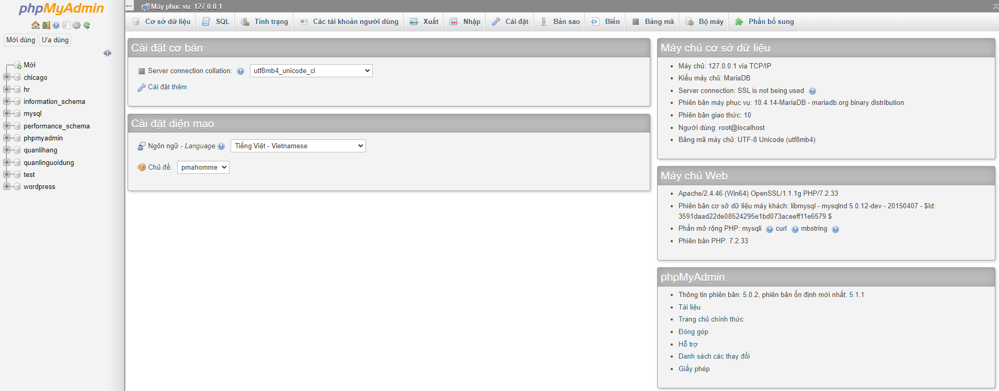 phpMyAdmin
Mới dùng Ưa dùng
Mới
chicago
hr
information_schema
mysql
performance_schema
phpmyadmin
quanlihang
quanlinguoidung
test
wordpress
Máy phục vụ: 127.0.0.1
Cơ sở dữ liệu SQL Tình trạng Các tài khoản người dùng Xuất Nhập Cài đặt Bản sao Biến Bảng mã Bộ máy Phần bổ sung
Cài đặt cơ bản
Server connection collation: utf8mb4_unicode_ci
Cài đặt thêm
Cài đặt diện mạo
Ngôn ngữ - Language Tiếng Việt - Vietnamese
Chủ đề: pmahomme
Máy chủ cơ sở dữ liệu
Máy chủ: 127.0.0.1 via TCP/IP
Kiểu máy chủ: MariaDB
Server connection: SSL is not being used
Phiên bản máy phục vụ: 10.4.14-MariaDB - mariadb.org binary distribution
Phiên bản giao thức: 10
Người dùng: root@localhost
Bảng mã máy chủ: UTF-8 Unicode (utf8mb4)
Máy chủ Web
Apache/2.4.46 (Win64) OpenSSL/1.1.1g PHP/7.2.33
Phiên bản cơ sở dữ liệu máy khách: libmysql - mysqlnd 5.0.12-dev - 20150407 - $Id:
3591daad22de08524295e1bd073aceeff11e6579 $
Phần mở rộng PHP: mysqli curl mbstring
Phiên bản PHP: 7.2.33
phpMyAdmin
Thông tin phiên bản: 5.0.2, phiên bản ổn định mới nhất: 5.1.1
Tài liệu
Trang chủ chính thức
Đóng góp
Hỗ trợ
Danh sách các thay đổi
Giấy phép